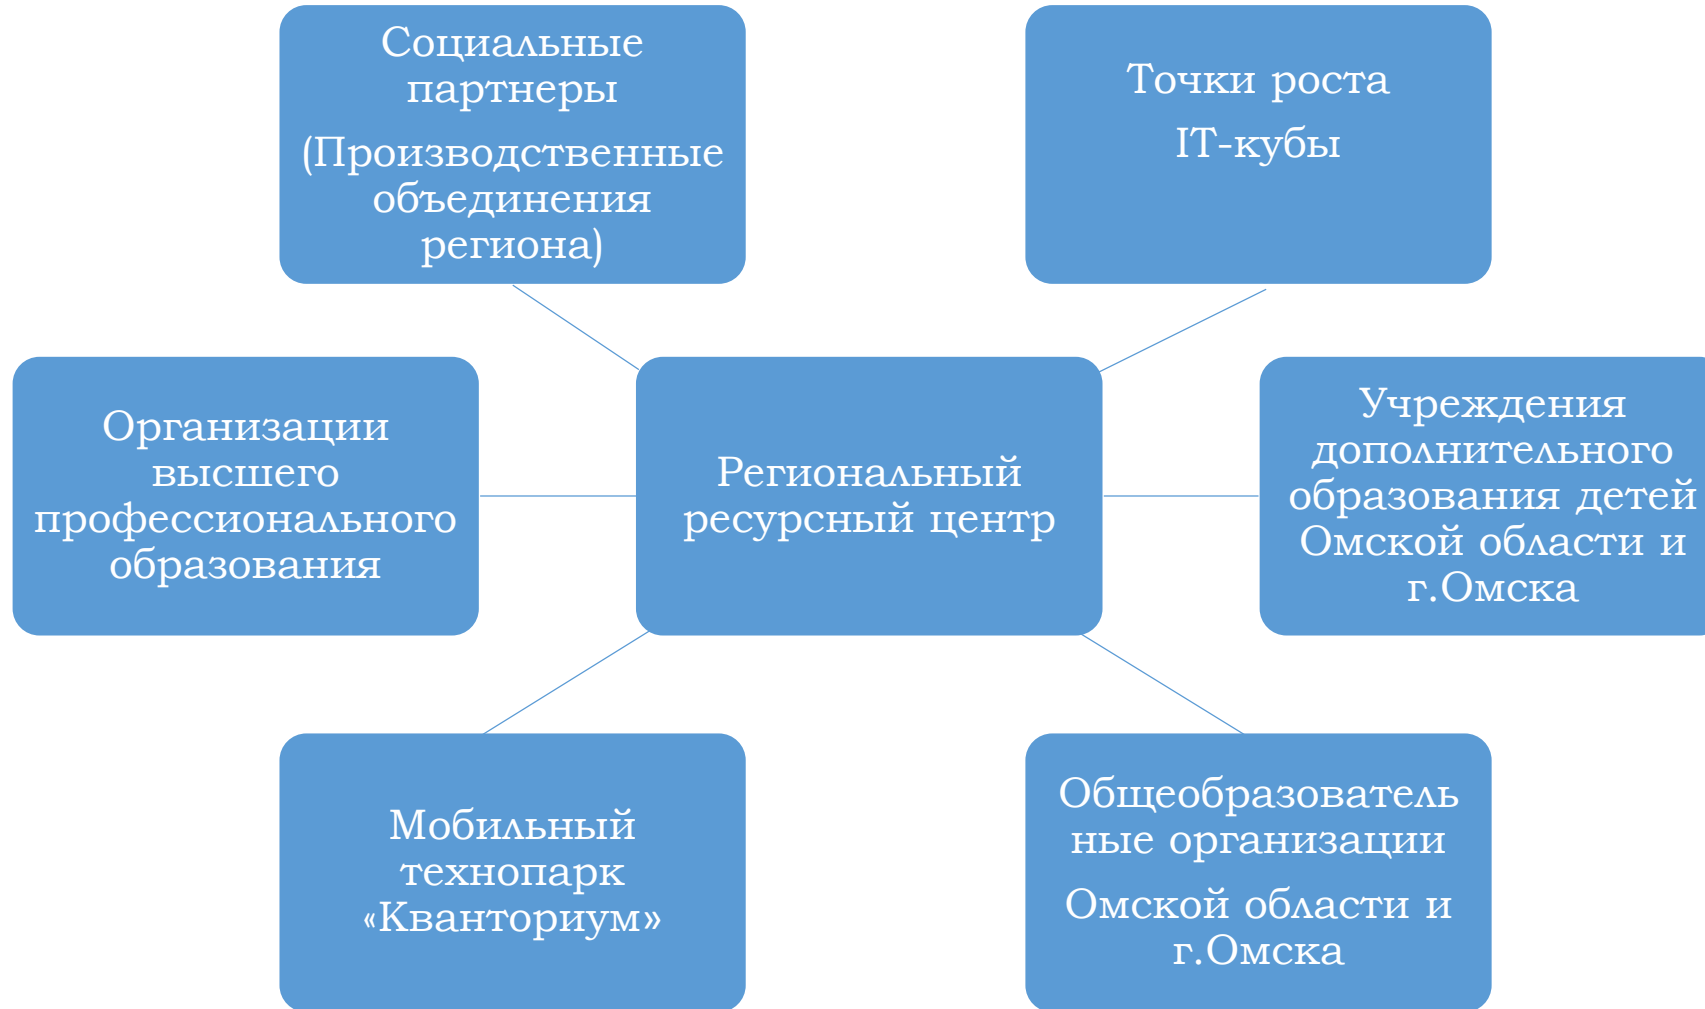 Социальные
партнеры
(Производственные
объединения
региона)
Точки роста
IT-кубы
Организации
высшего
профессионального
образования
Региональный
ресурсный центр
Учреждения
дополнительного
образования детей
Омской области и
г.Омска
Мобильный
технопарк
«Кванториум»
Общеобразователь
ные организации
Омской области и
г.Омска